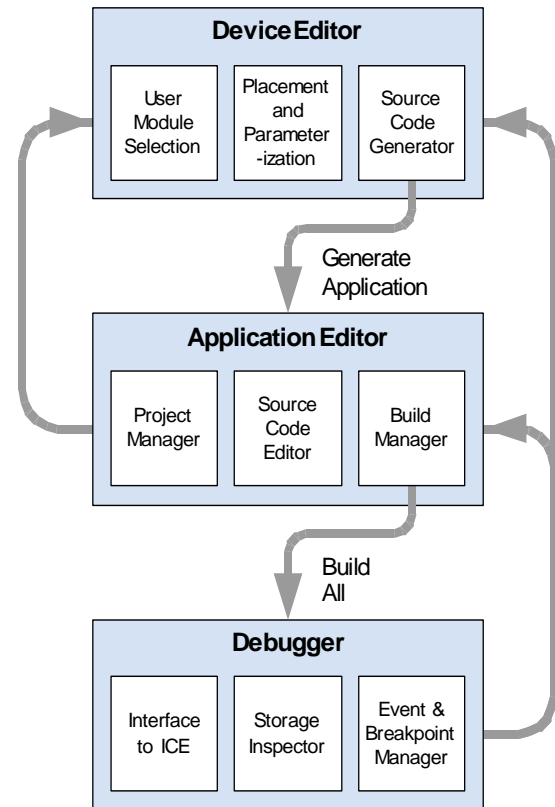 Device Editor
User
Module
Selection
Placement
and
Parameter
-ization
Source
Code
Generator
Generate
Application
Application Editor
Project
Manager
Source
Code
Editor
Build
Manager
Build
All
Debugger
Interface
to ICE
Storage
Inspector
Event &
Breakpoint
Manager